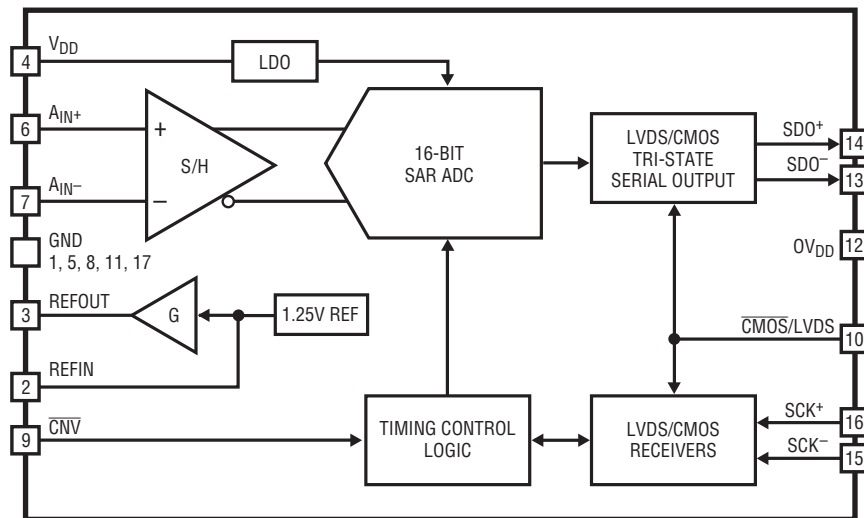 4
VDD
LDO
6
AIN+
+
S/H
16-BIT
SAR ADC
LVDS/CMOS
TRI-STATE
SERIAL OUTPUT
SDO+
14
SDO–
13
7
AIN–
–
GND
1, 5, 8, 11, 17
OVDD
12
3
REFOUT
G
1.25V REF
CMOS/LVDS
10
2
REFIN
9
CNV
TIMING CONTROL
LOGIC
LVDS/CMOS
RECEIVERS
SCK+
16
SCK–
15